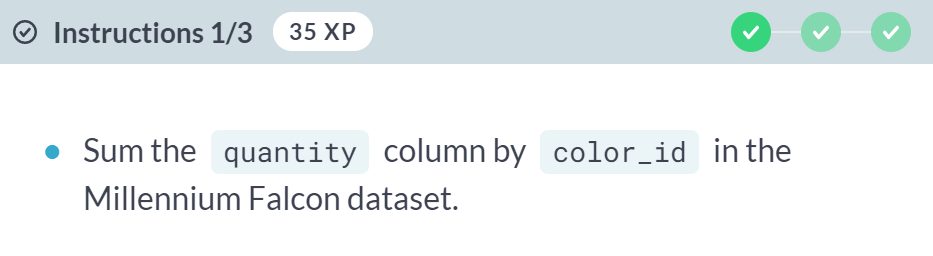 Instructions 1/3 35 XP
Sum the quantity column by color_id in the
Millennium Falcon dataset.